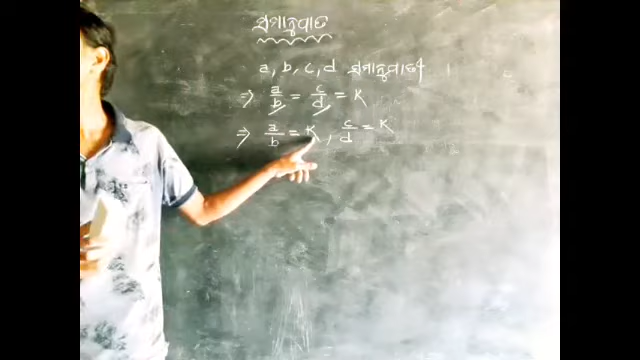 ସମାନୁପାତ
a, b, c, d ସମାନୁପାତୀ ।
⇒ a/b = c/d = K
⇒ a/b = K, c/d = K